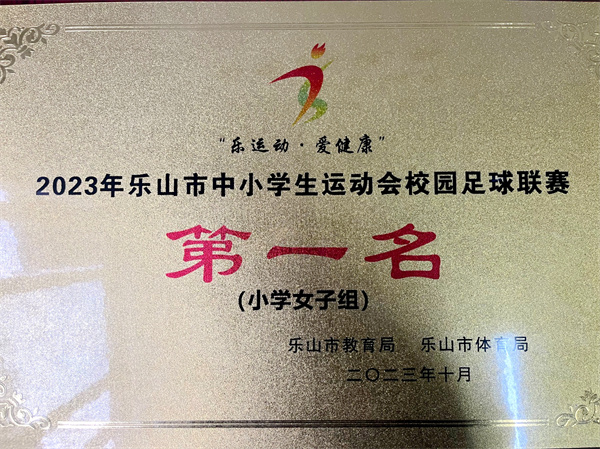 “乐运动·爱健康”
2023年乐山市中小学生运动会校园足球联赛
第一名
(小学女子组)
乐山市教育局 乐山市体育局
二〇二三年十月